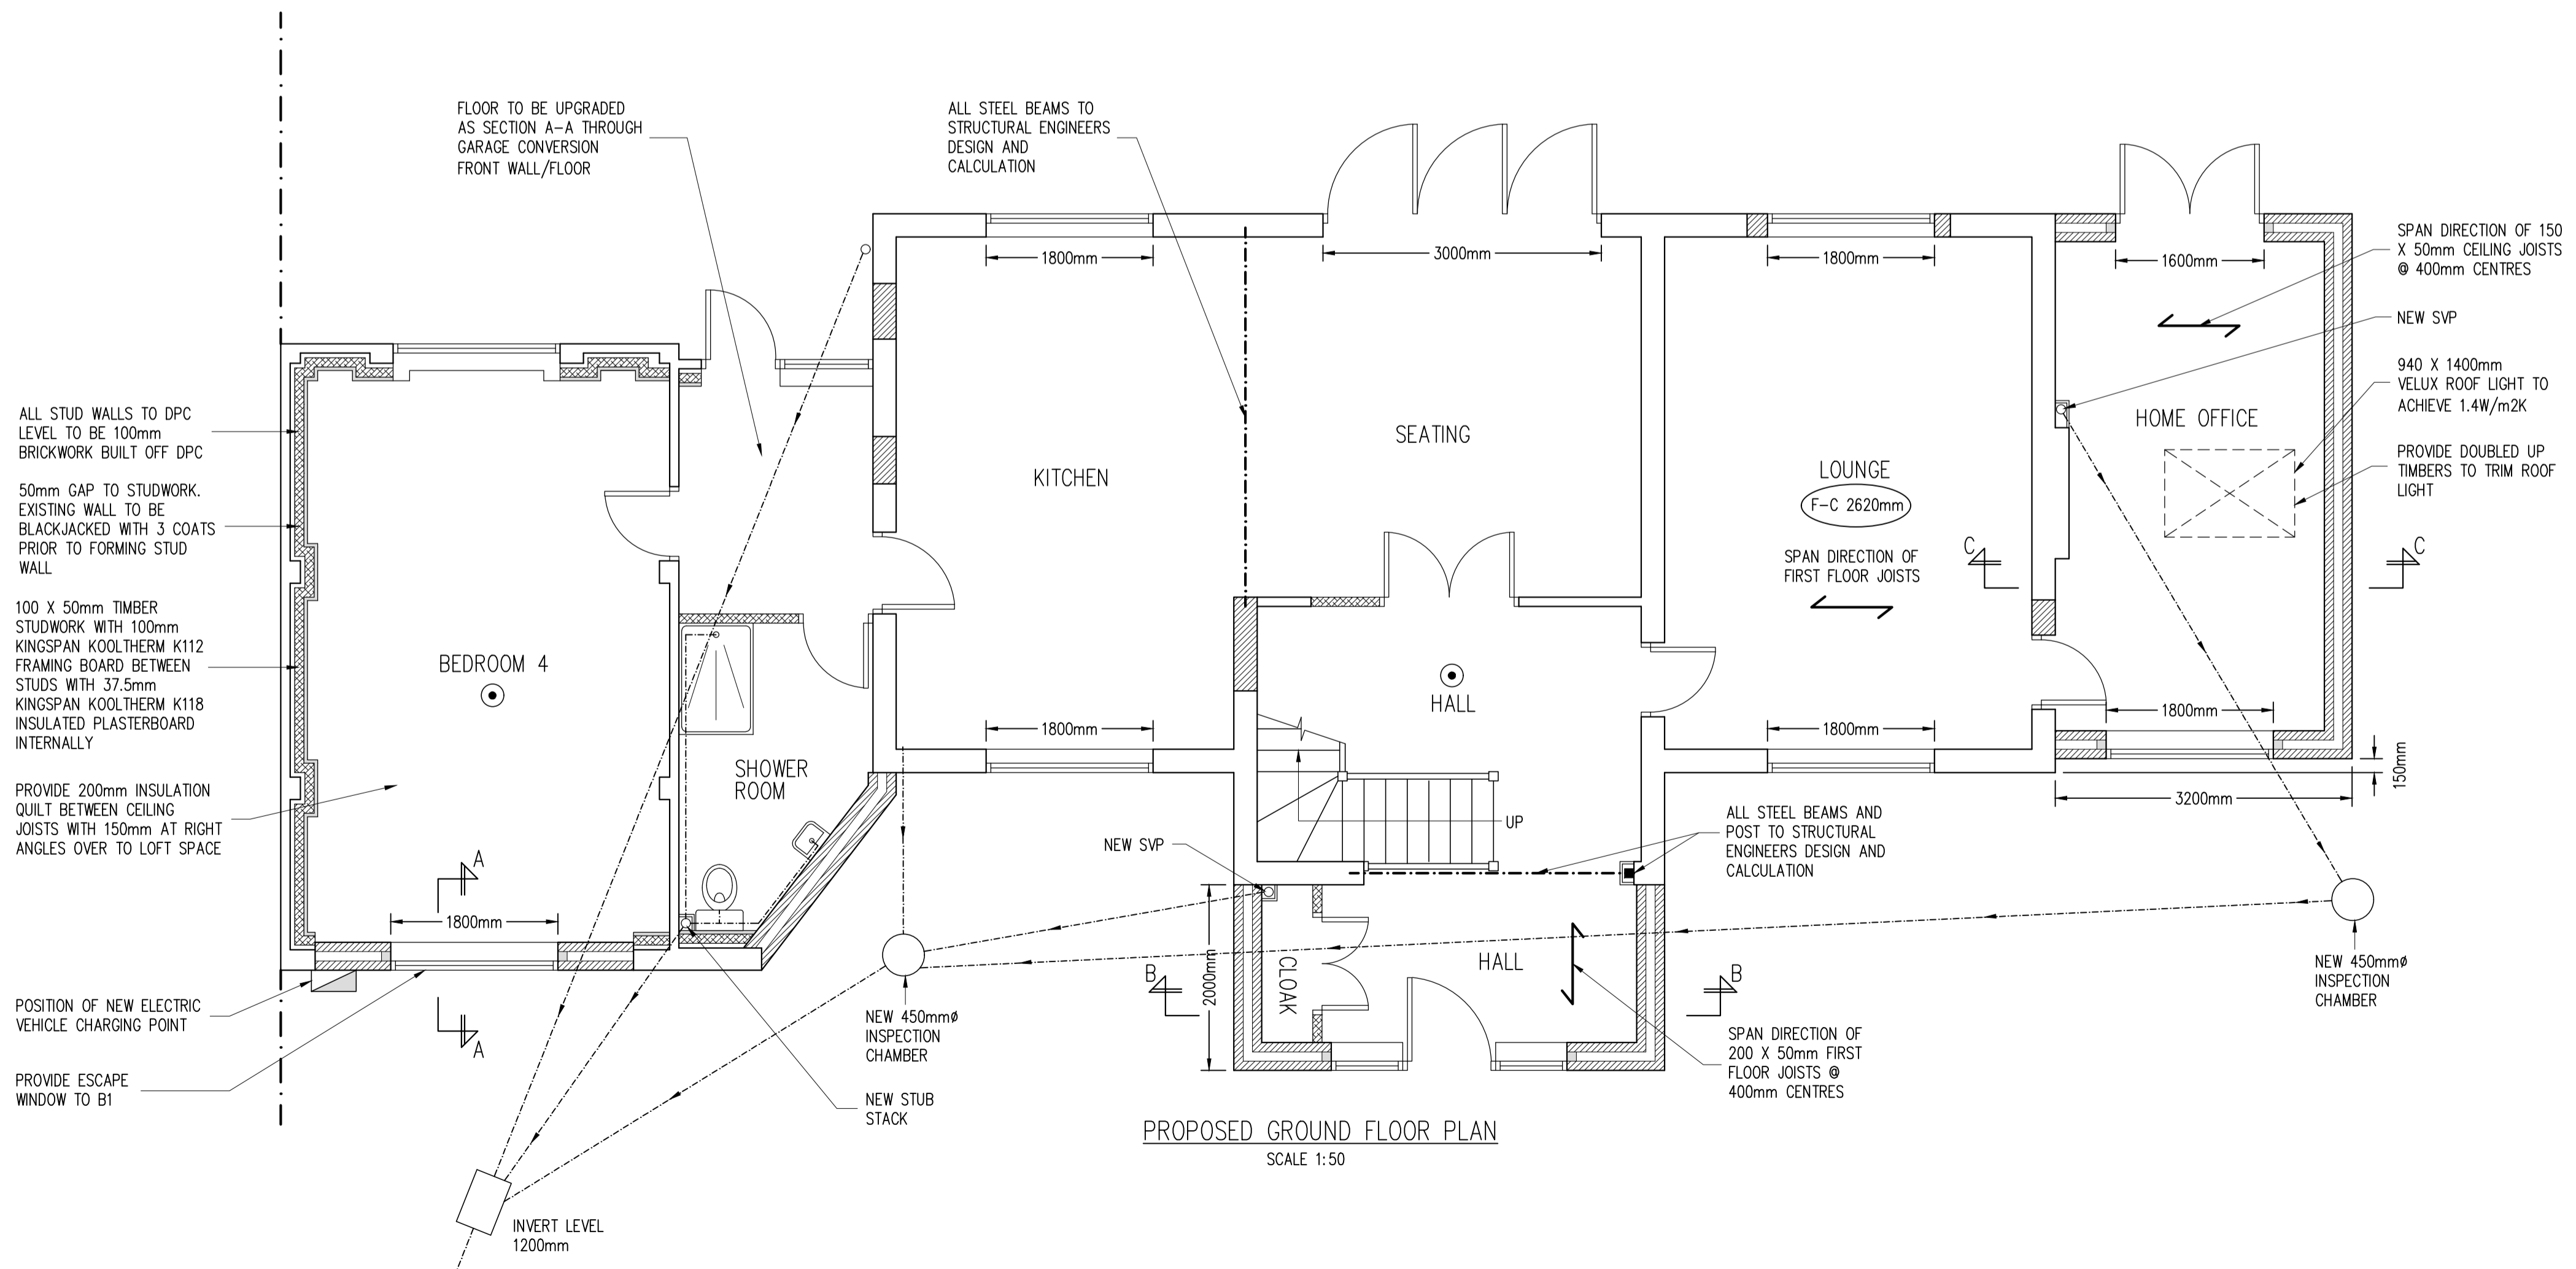 FLOOR TO BE UPGRADED
AS SECTION A-A THROUGH
GARAGE CONVERSION
FRONT WALL/FLOOR
ALL STEEL BEAMS TO
STRUCTURAL ENGINEERS
DESIGN AND
CALCULATION
SPAN DIRECTION OF 150
X 50mm CEILING JOISTS
@ 400mm CENTRES
NEW SVP
940 X 1400mm
VELUX ROOF LIGHT TO
ACHIEVE 1.4W/m2K
PROVIDE DOUBLED UP
TIMBERS TO TRIM ROOF
LIGHT
1800mm
3000mm
1800mm
1600mm
ALL STUD WALLS TO DPC
LEVEL TO BE 100mm
BRICKWORK BUILT OFF DPC
50mm GAP TO STUDWORK.
EXISTING WALL TO BE
BLACKJACKED WITH 3 COATS
PRIOR TO FORMING STUD
WALL
100 X 50mm TIMBER
STUDWORK WITH 100mm
KINGSPAN KOOLTHERM K112
FRAMING BOARD BETWEEN
STUDS WITH 37.5mm
KINGSPAN KOOLTHERM K118
INSULATED PLASTERBOARD
INTERNALLY
PROVIDE 200mm INSULATION
QUILT BETWEEN CEILING
JOISTS WITH 150mm AT RIGHT
ANGLES OVER TO LOFT SPACE
POSITION OF NEW ELECTRIC
VEHICLE CHARGING POINT
PROVIDE ESCAPE
WINDOW TO B1
BEDROOM 4
KITCHEN
SEATING
LOUNGE
F-C 2620mm
SPAN DIRECTION OF
FIRST FLOOR JOISTS
HOME OFFICE
C
C
HALL
SHOWER
ROOM
1800mm
1800mm
1800mm
150mm
3200mm
UP
NEW SVP
ALL STEEL BEAMS AND
POST TO STRUCTURAL
ENGINEERS DESIGN AND
CALCULATION
A
1800mm
A
2000mm
CLOAK
HALL
B
B
NEW 450mmø
INSPECTION
CHAMBER
NEW 450mmø
INSPECTION
CHAMBER
SPAN DIRECTION OF
200 X 50mm FIRST
FLOOR JOISTS @
400mm CENTRES
NEW STUB
STACK
PROPOSED GROUND FLOOR PLAN
SCALE 1:50
INVERT LEVEL
1200mm